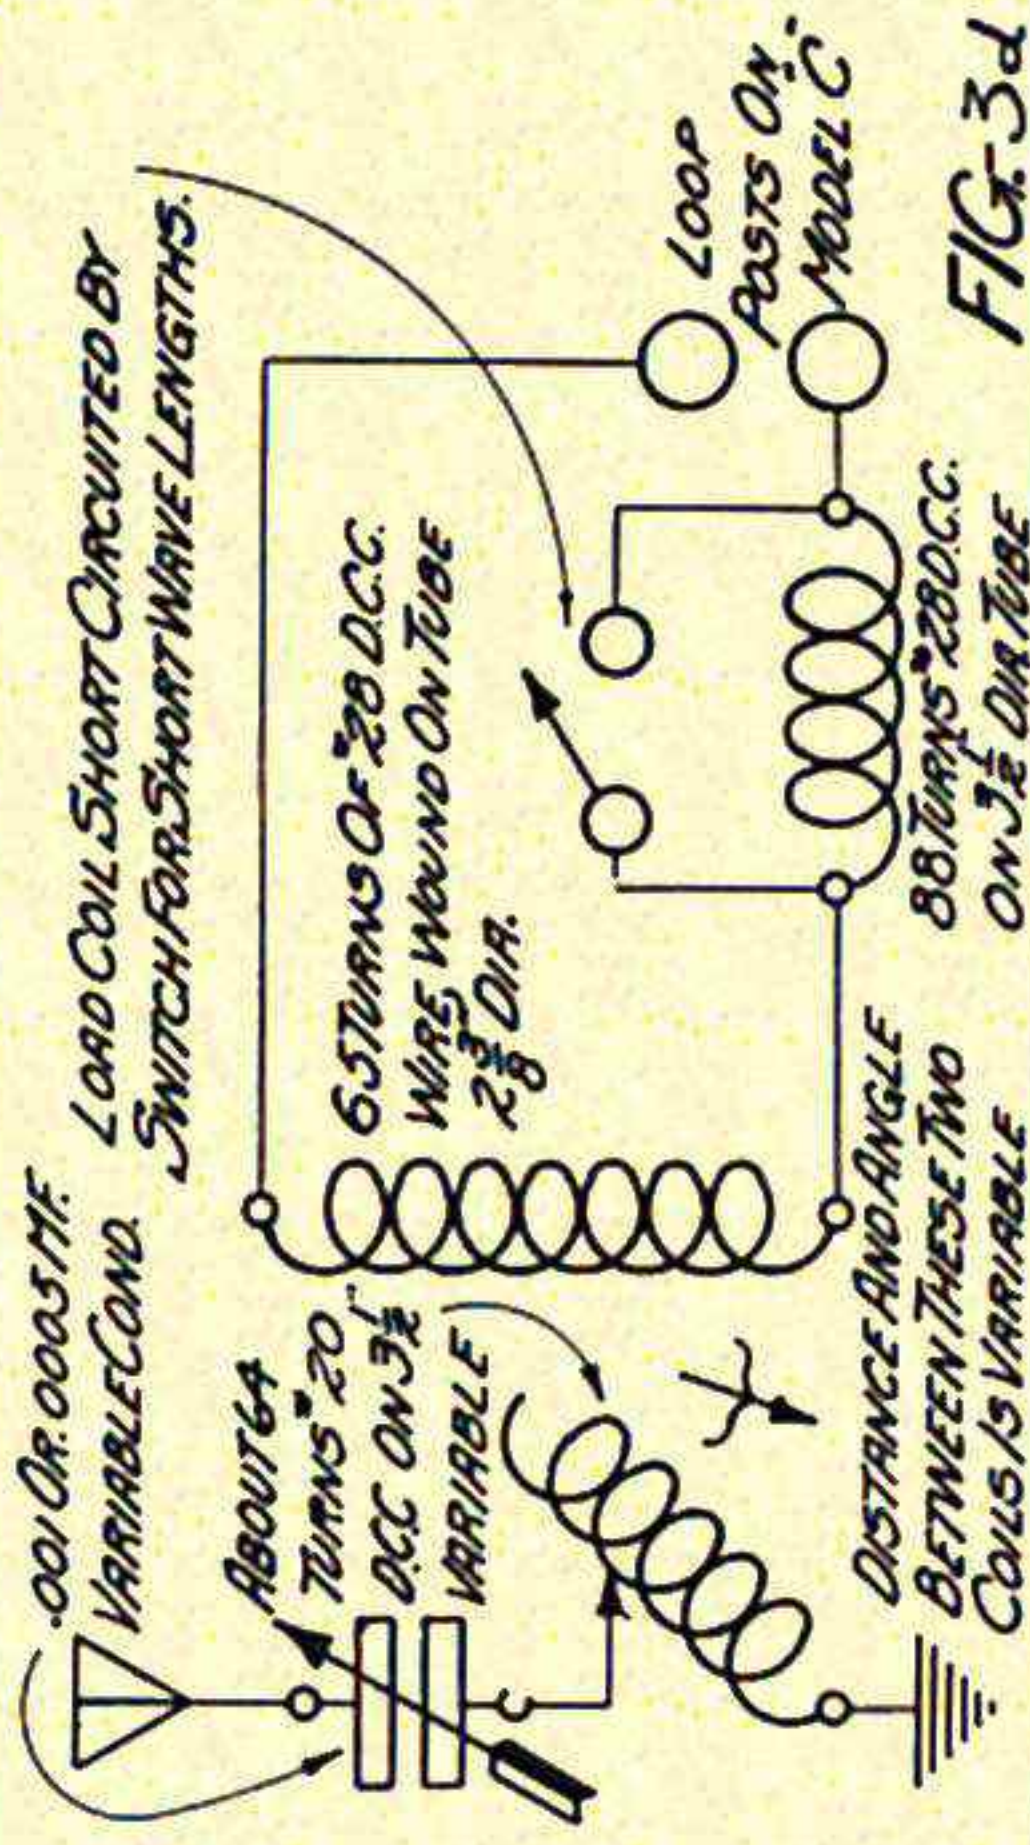 .001 OR .0005 MF.
VARIABLE COND.
LOAD COIL SHORT CIRCUITED BY
SWITCH FOR SHORT WAVE LENGTHS.
ABOUT 64
TURNS #20
D.C.C ON 3½"
VARIABLE
65 TURNS OF #28 D.C.C.
WIRE, WOUND ON TUBE
2⅜ DIA.
LOOP
POSTS ON
"MODEL C"
DISTANCE AND ANGLE
BETWEEN THESE TWO
COILS IS VARIABLE
88 TURNS #28 D.C.C.
ON 3½ DIA TUBE
FIG-3d